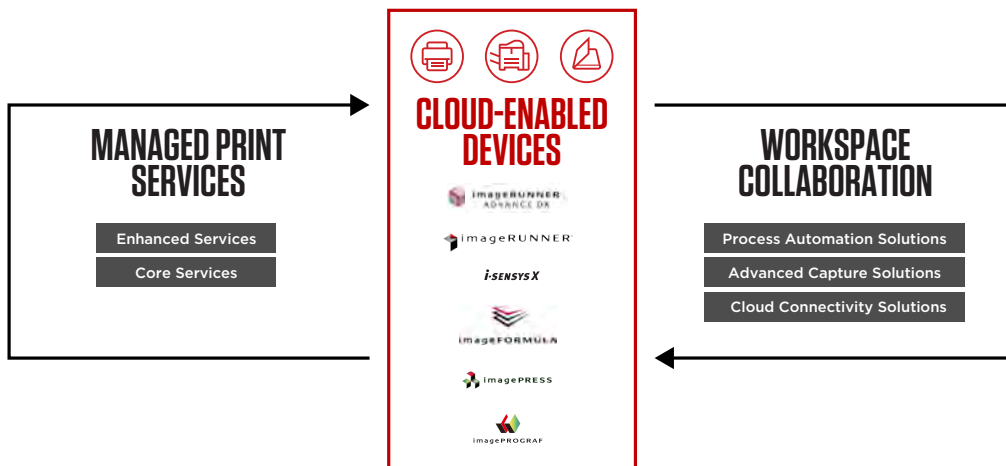 MANAGED PRINT
SERVICES
Enhanced Services
Core Services
CLOUD-ENABLED
DEVICES
imageRUNNER
ADVANCE DX
imageRUNNER
i-SENSYS X
imageFORMULA
imagePRESS
imagePROGRAF
WORKSPACE
COLLABORATION
Process Automation Solutions
Advanced Capture Solutions
Cloud Connectivity Solutions